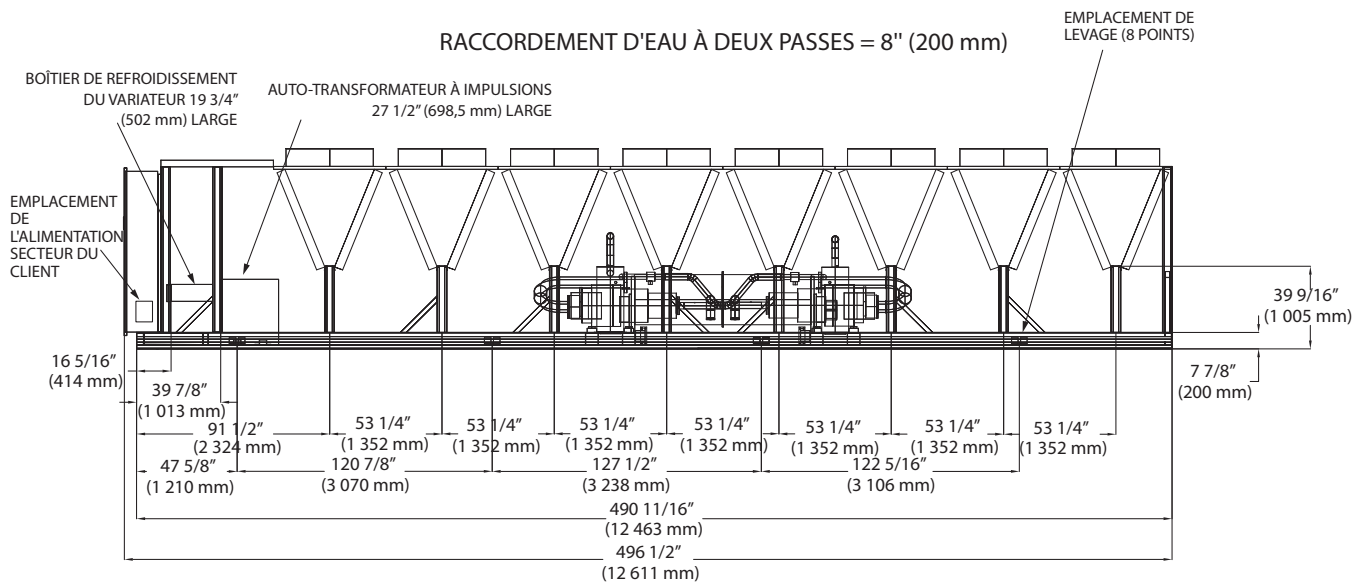 RACCORDEMENT D'EAU À DEUX PASSES = 8" (200 mm)
EMPLACEMENT DE
LEVAGE (8 POINTS)
BOÎTIER DE REFROIDISSEMENT
DU VARIATEUR 19 3/4"
(502 mm) LARGE
AUTO-TRANSFORMATEUR À IMPULSIONS
27 1/2" (698,5 mm) LARGE
EMPLACEMENT
DE
L'ALIMENTATION
SECTEUR DU
CLIENT
39 9/16"
(1 005 mm)
7 7/8"
(200 mm)
16 5/16"
(414 mm)
39 7/8"
(1 013 mm)
91 1/2"
(2 324 mm)
53 1/4"
(1 352 mm)
53 1/4"
(1 352 mm)
53 1/4"
(1 352 mm)
53 1/4"
(1 352 mm)
53 1/4"
(1 352 mm)
53 1/4"
(1 352 mm)
53 1/4"
(1 352 mm)
47 5/8"
(1 210 mm)
120 7/8"
(3 070 mm)
127 1/2"
(3 238 mm)
122 5/16"
(3 106 mm)
490 11/16"
(12 463 mm)
496 1/2"
(12 611 mm)